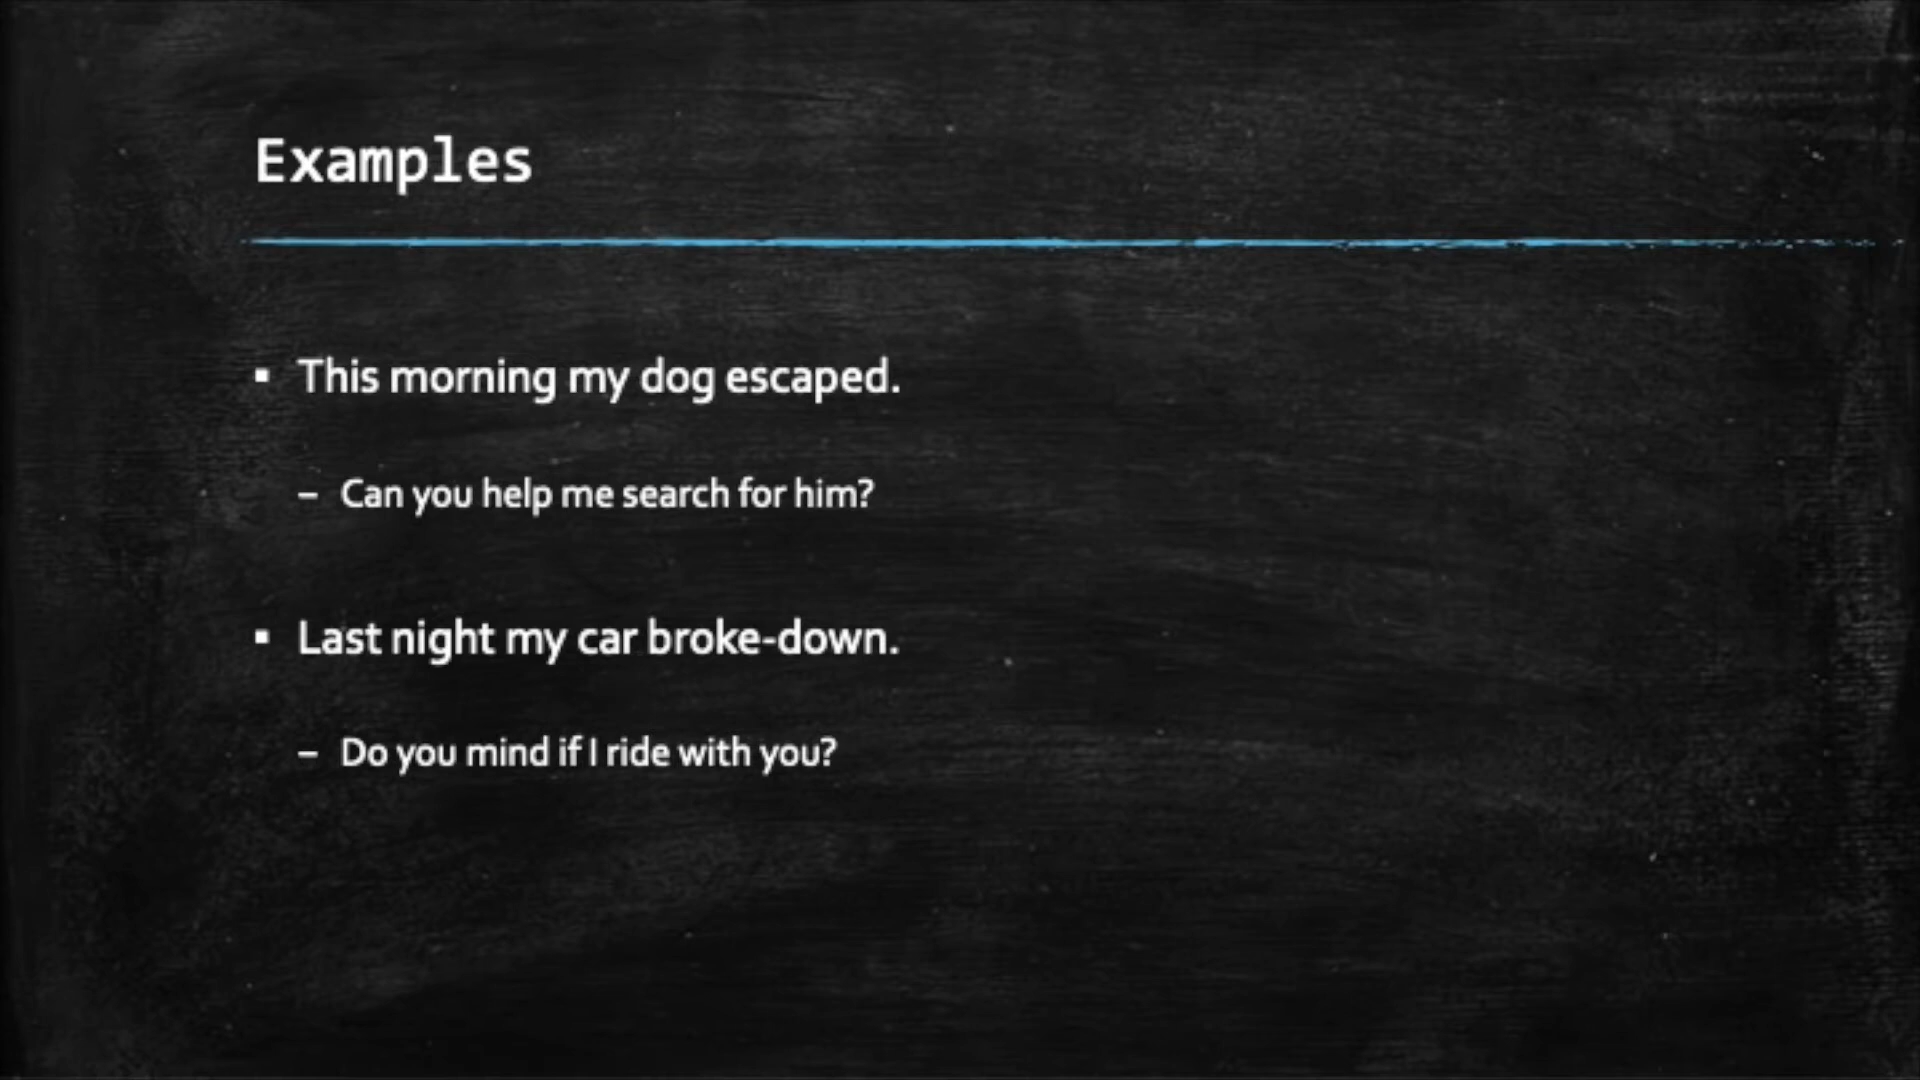 Examples
▪ This morning my dog escaped.
– Can you help me search for him?
▪ Last night my car broke-down.
– Do you mind if I ride with you?